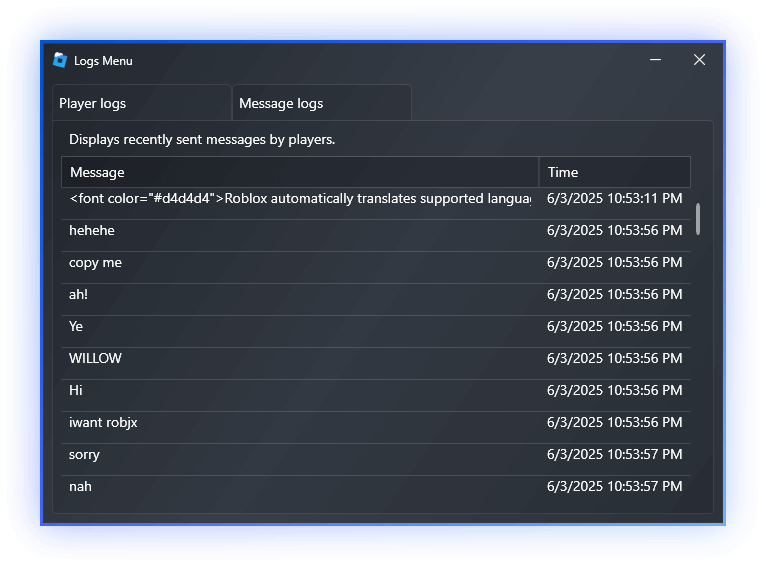 Logs Menu
Player logs Message logs
Displays recently sent messages by players.
Message Time
<font color="#d4d4d4">Roblox automatically translates supported 6/3/2025 10:53:11 PM
hehehe 6/3/2025 10:53:56 PM
copy me 6/3/2025 10:53:56 PM
ah! 6/3/2025 10:53:56 PM
Ye 6/3/2025 10:53:56 PM
WILLOW 6/3/2025 10:53:56 PM
Hi 6/3/2025 10:53:56 PM
iwant robjx 6/3/2025 10:53:56 PM
sorry 6/3/2025 10:53:57 PM
nah 6/3/2025 10:53:57 PM